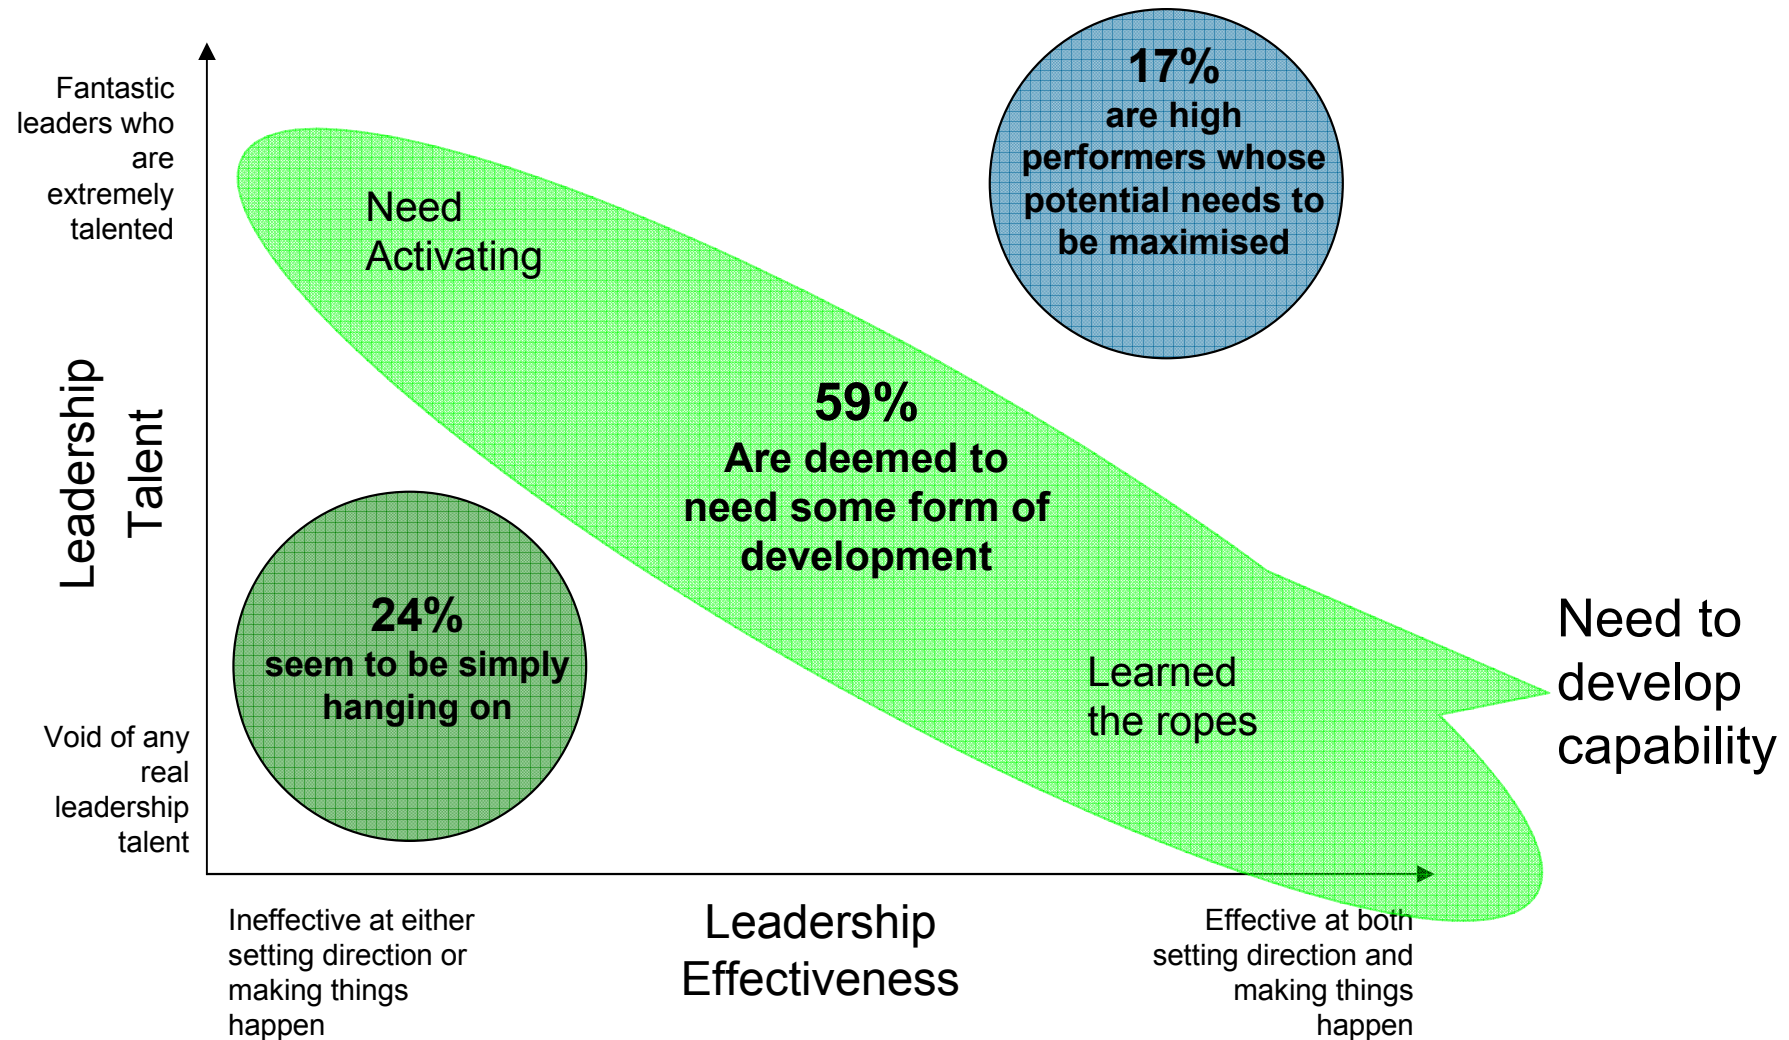 Fantastic
leaders who
are
extremely
talented
17%
are high
performers whose
potential needs to
be maximised
Need
Activating
Leadership
Talent
59%
Are deemed to
need some form of
development
24%
seem to be simply
hanging on
Learned
the ropes
Need to
develop
capability
Void of any
real
leadership
talent
Ineffective at either
setting direction or
making things
happen
Leadership
Effectiveness
Effective at both
setting direction and
making things
happen